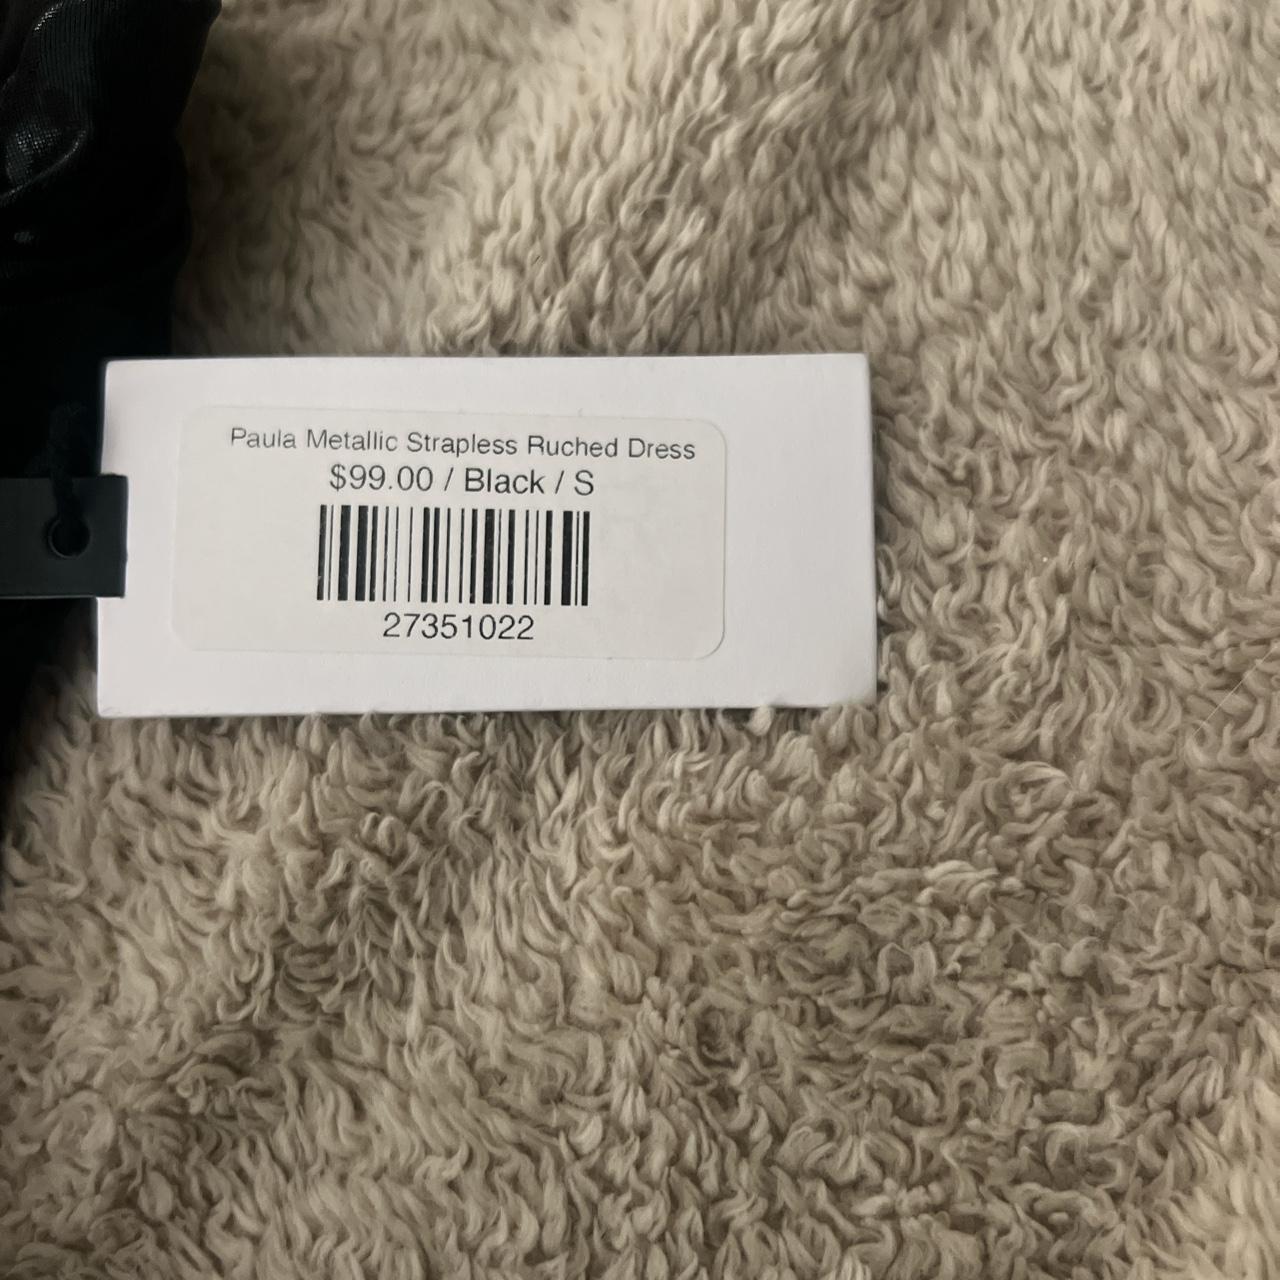 Paula Metallic Strapless Ruched Dress
$99.00 / Black / S
27351022